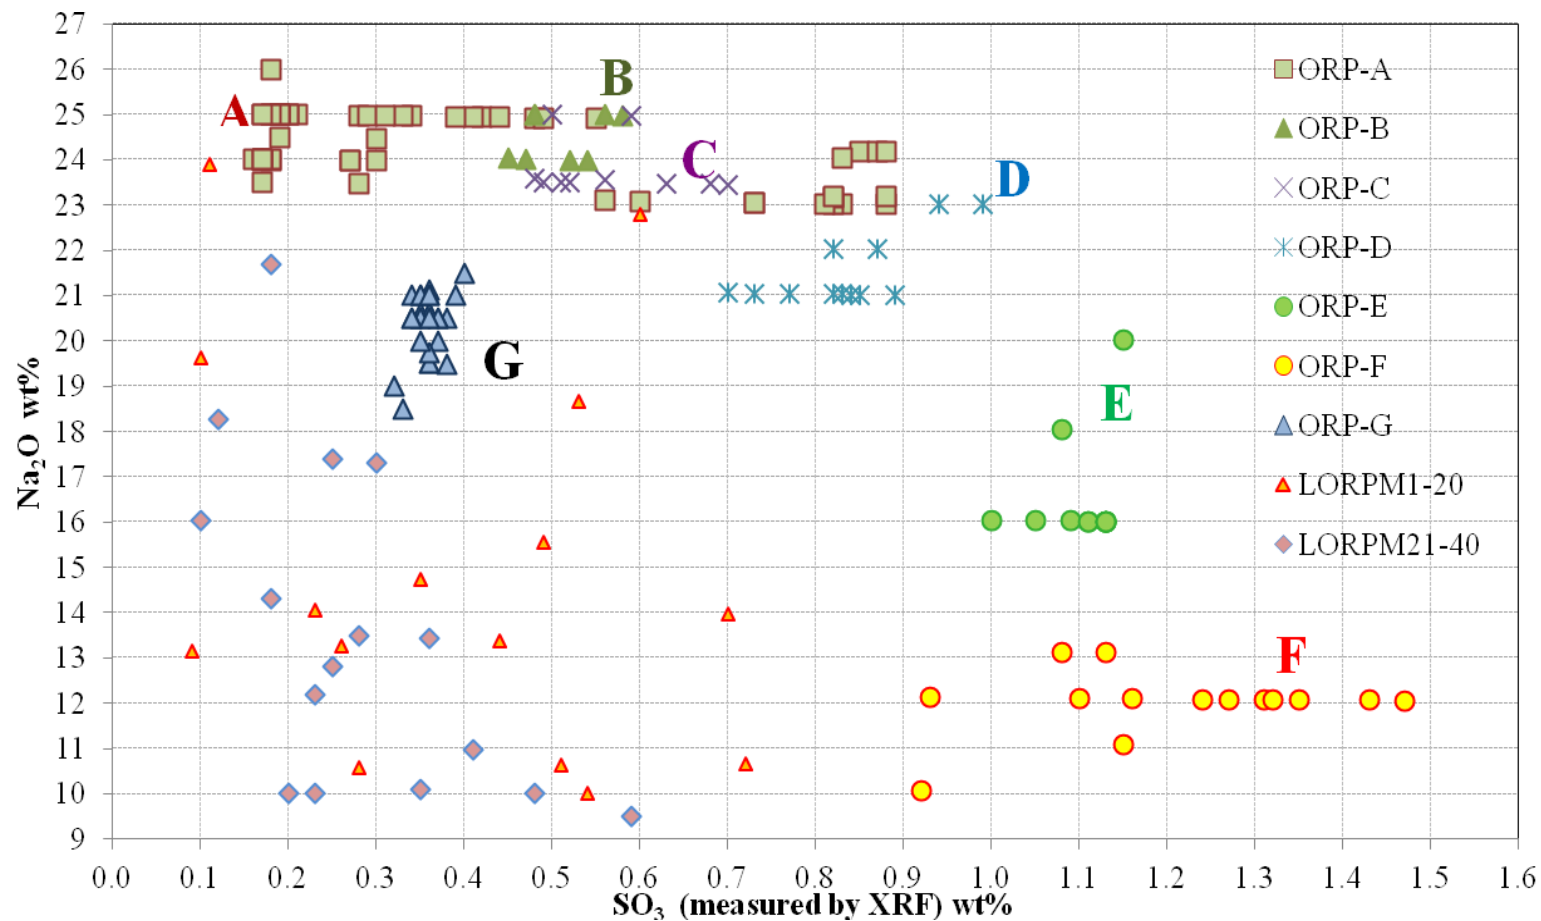 27
26
25
24
23
22
21
20
19
18
17
16
15
14
13
12
11
10
9
Na₂O wt%
A
B
C
D
E
F
G
ORP-A
ORP-B
ORP-C
ORP-D
ORP-E
ORP-F
ORP-G
LORPM1-20
LORPM21-40
0.0 0.1 0.2 0.3 0.4 0.5 0.6 0.7 0.8 0.9 1.0 1.1 1.2 1.3 1.4 1.5 1.6
SO₃ (measured by XRF) wt%